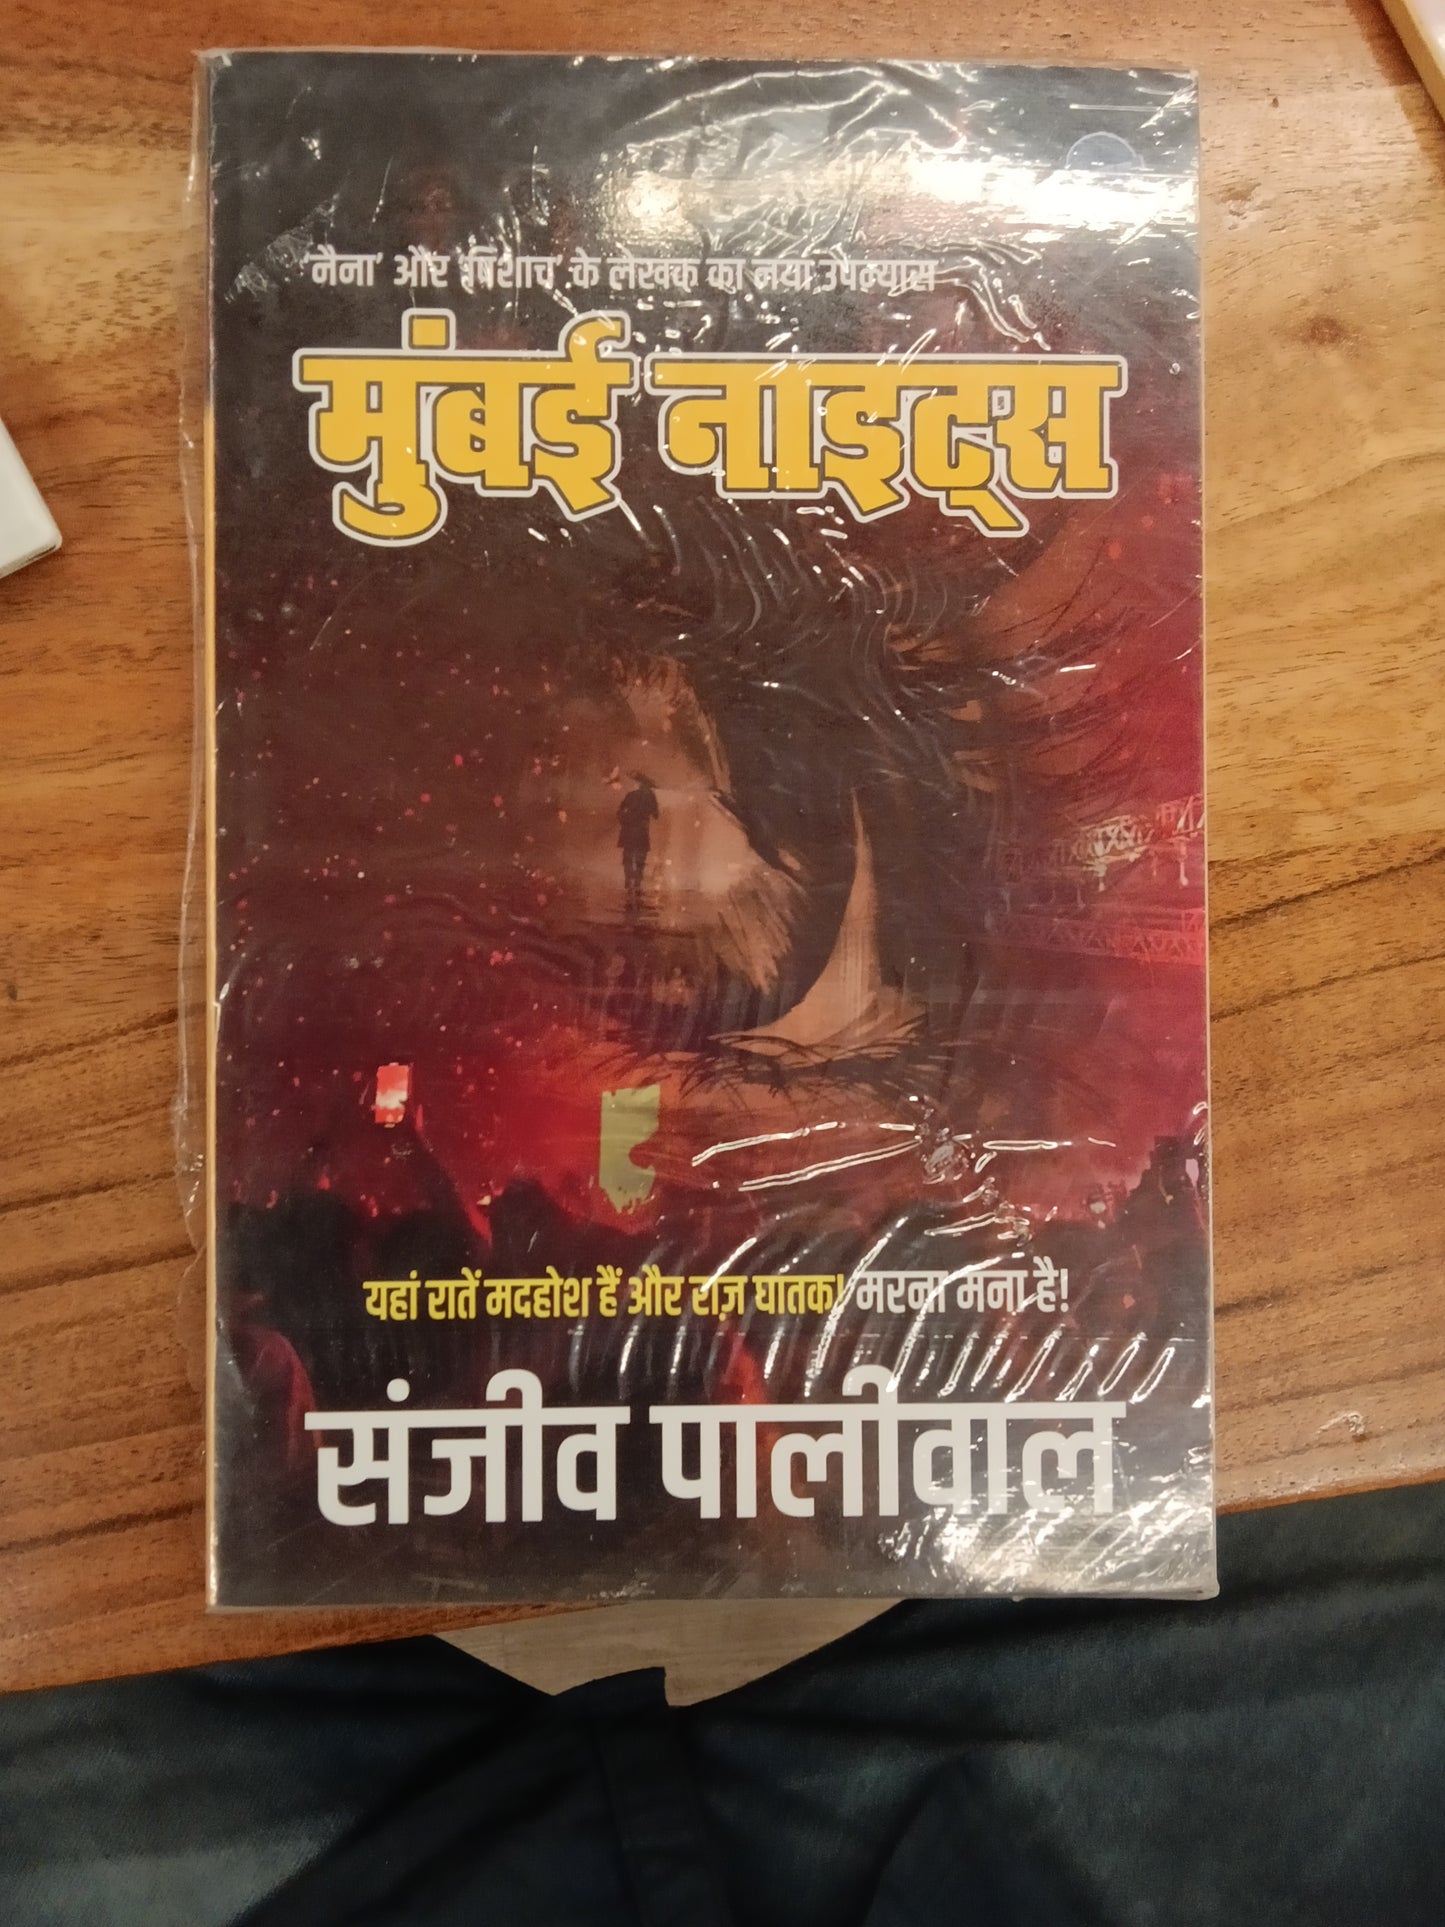 'नैना' और 'पिशाच' के लेखक का नया उपन्यास
मुंबई नाइट्स
यहां रातें मदहोश हैं और राज़ घातक! मरना मना है!
संजीव पालीवाल